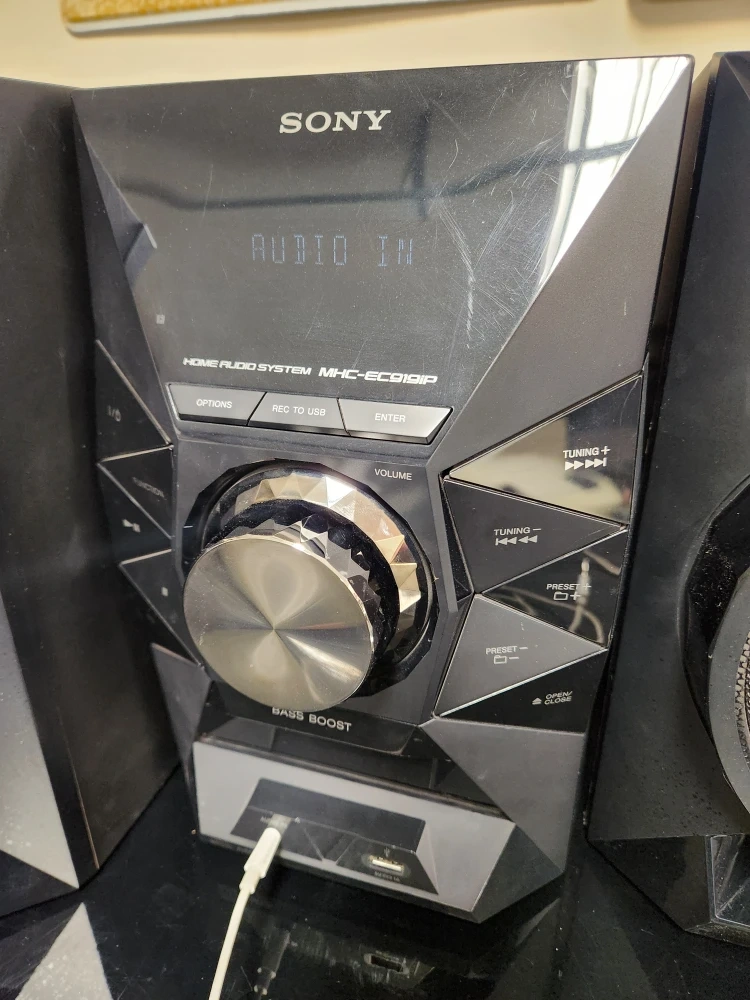 SONY
AUDIO IN
HOME AUDIO SYSTEM MHC-EC919IP
OPTIONS
REC TO USB
ENTER
I/⏻
FUNCTION
VOLUME
TUNING +
TUNING −
PRESET +
PRESET −
OPEN/
CLOSE
BASS BOOST